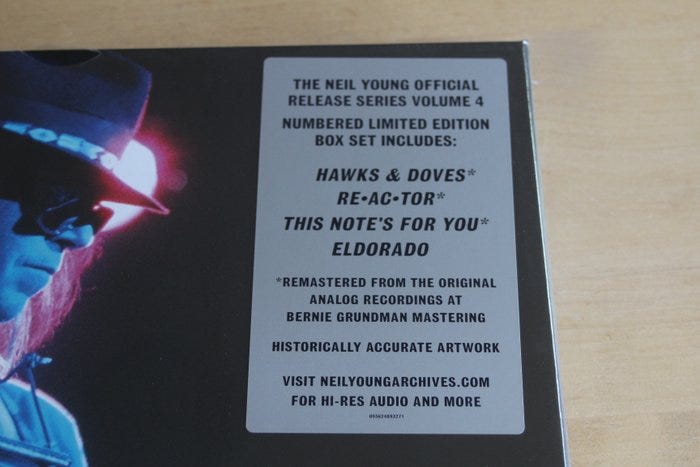 THE NEIL YOUNG OFFICIAL
RELEASE SERIES VOLUME 4
NUMBERED LIMITED EDITION
BOX SET INCLUDES:
HAWKS & DOVES*
RE•AC•TOR*
THIS NOTE'S FOR YOU*
ELDORADO
*REMASTERED FROM THE ORIGINAL
ANALOG RECORDINGS AT
BERNIE GRUNDMAN MASTERING
HISTORICALLY ACCURATE ARTWORK
VISIT NEILYOUNGARCHIVES.COM
FOR HI-RES AUDIO AND MORE